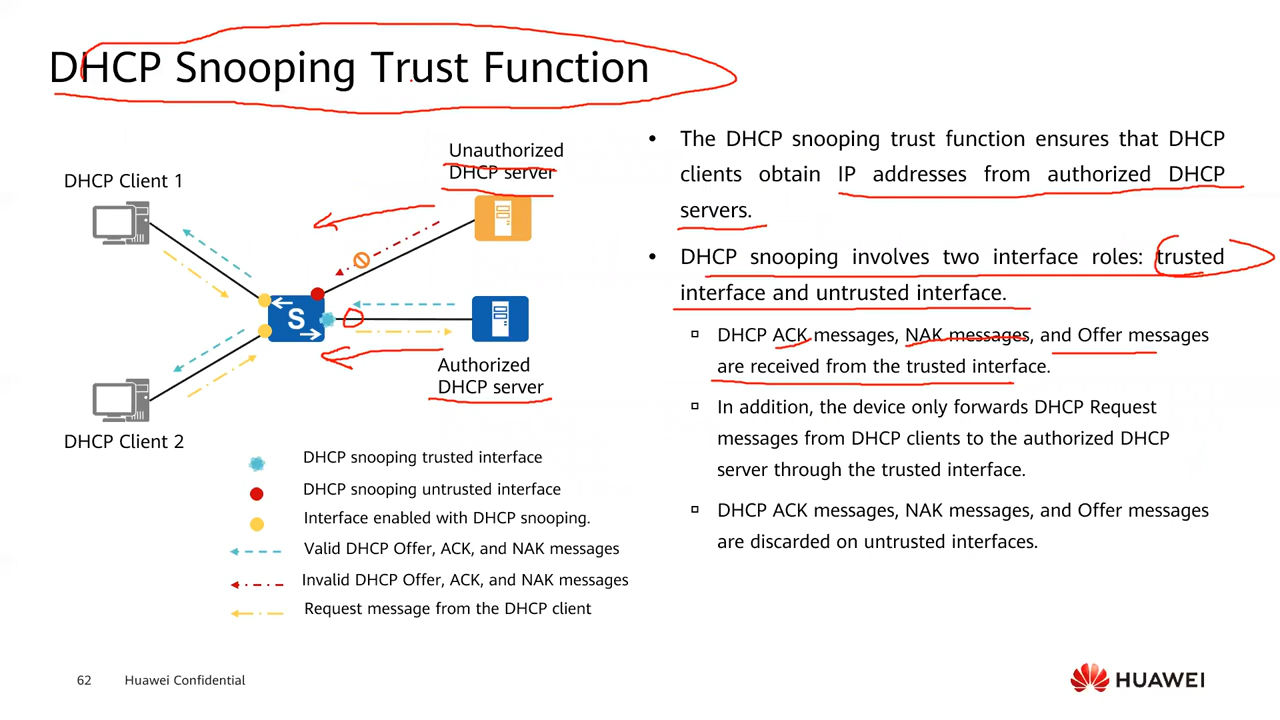 DHCP Snooping Trust Function
Unauthorized
DHCP server
DHCP Client 1
S
Authorized
DHCP server
DHCP Client 2
DHCP snooping trusted interface
DHCP snooping untrusted interface
Interface enabled with DHCP snooping.
Valid DHCP Offer, ACK, and NAK messages
Invalid DHCP Offer, ACK, and NAK messages
Request message from the DHCP client
• The DHCP snooping trust function ensures that DHCP
clients obtain IP addresses from authorized DHCP
servers.
• DHCP snooping involves two interface roles: trusted
interface and untrusted interface.
▫ DHCP ACK messages, NAK messages, and Offer messages
are received from the trusted interface.
▫ In addition, the device only forwards DHCP Request
messages from DHCP clients to the authorized DHCP
server through the trusted interface.
▫ DHCP ACK messages, NAK messages, and Offer messages
are discarded on untrusted interfaces.
62 Huawei Confidential
HUAWEI